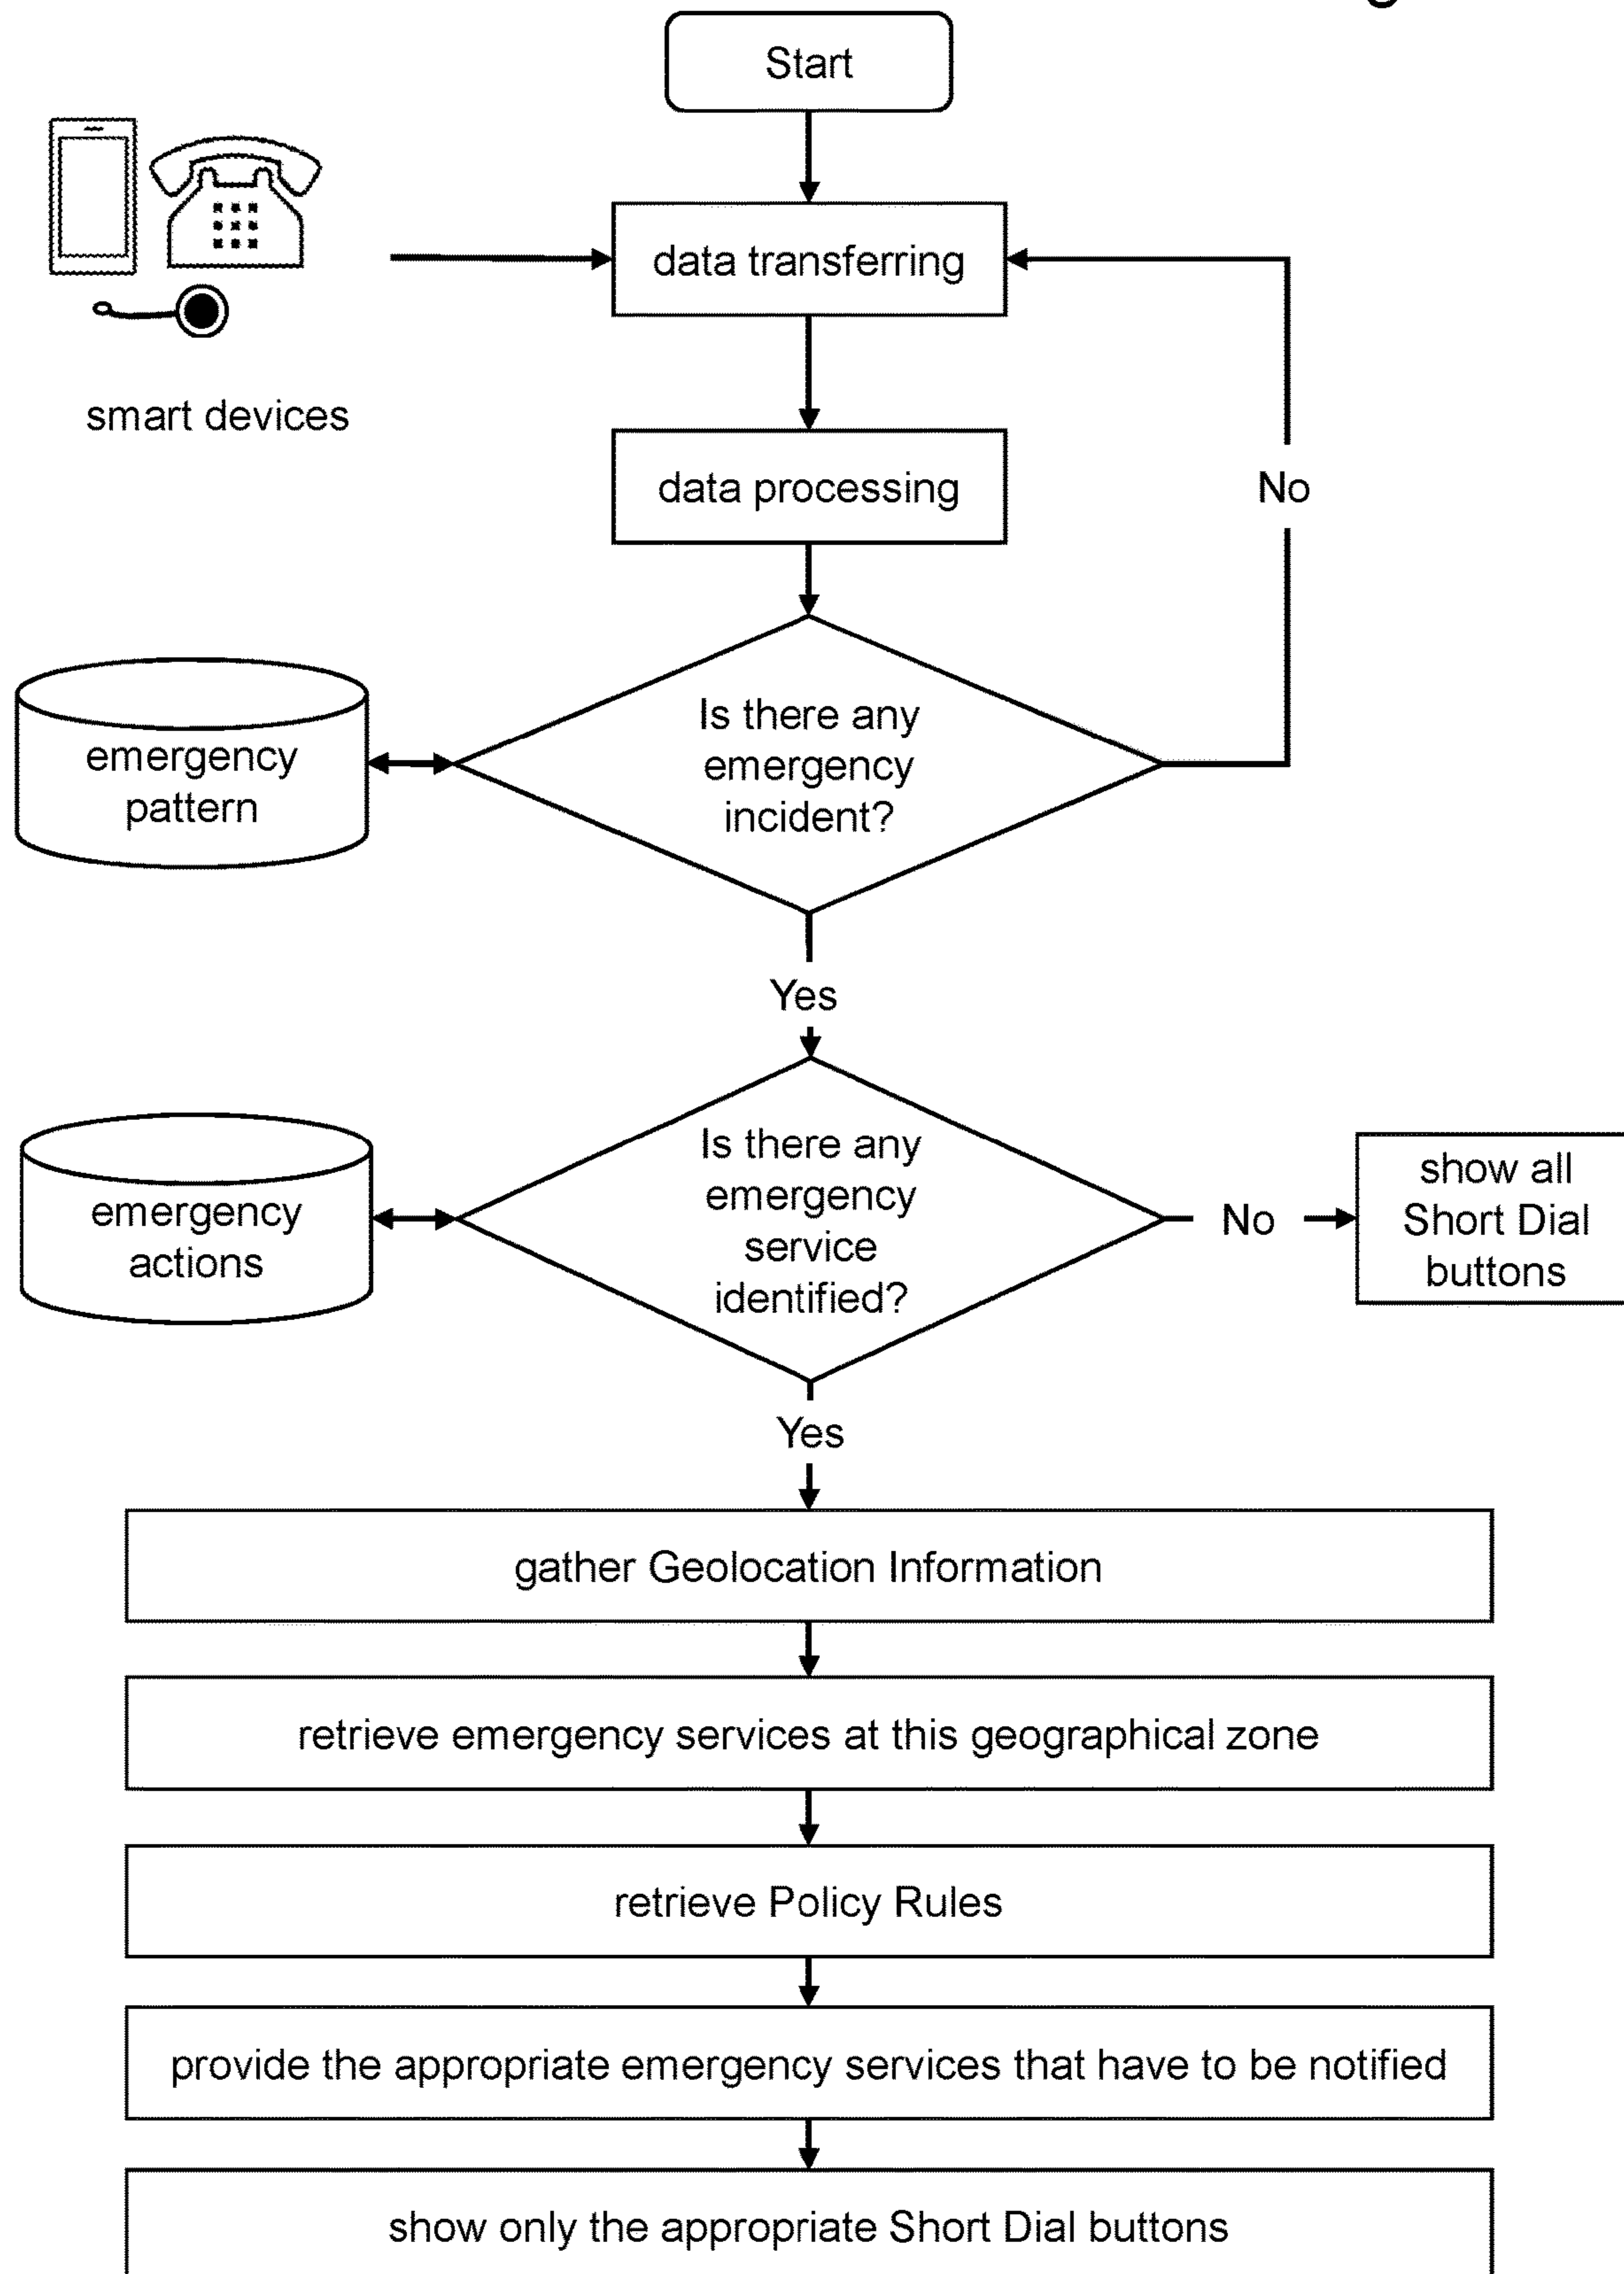 Start
data transferring
smart devices
data processing
No
Is there any
emergency
incident?
emergency
pattern
Yes
Is there any
emergency
service
identified?
emergency
actions
No
show all
Short Dial
buttons
Yes
gather Geolocation Information
retrieve emergency services at this geographical zone
retrieve Policy Rules
provide the appropriate emergency services that have to be notified
show only the appropriate Short Dial buttons